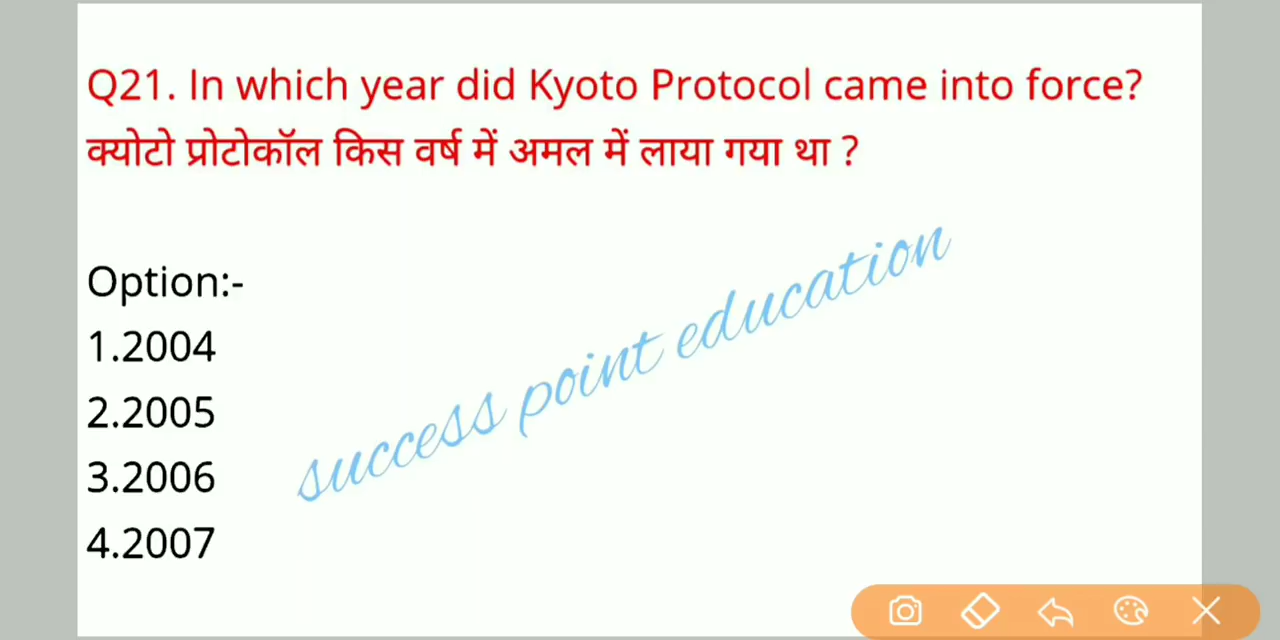 Q21. In which year did Kyoto Protocol came into force?
क्योटो प्रोटोकॉल किस वर्ष में अमल में लाया गया था ?
Option:-
1.2004
2.2005
3.2006
4.2007
success point education